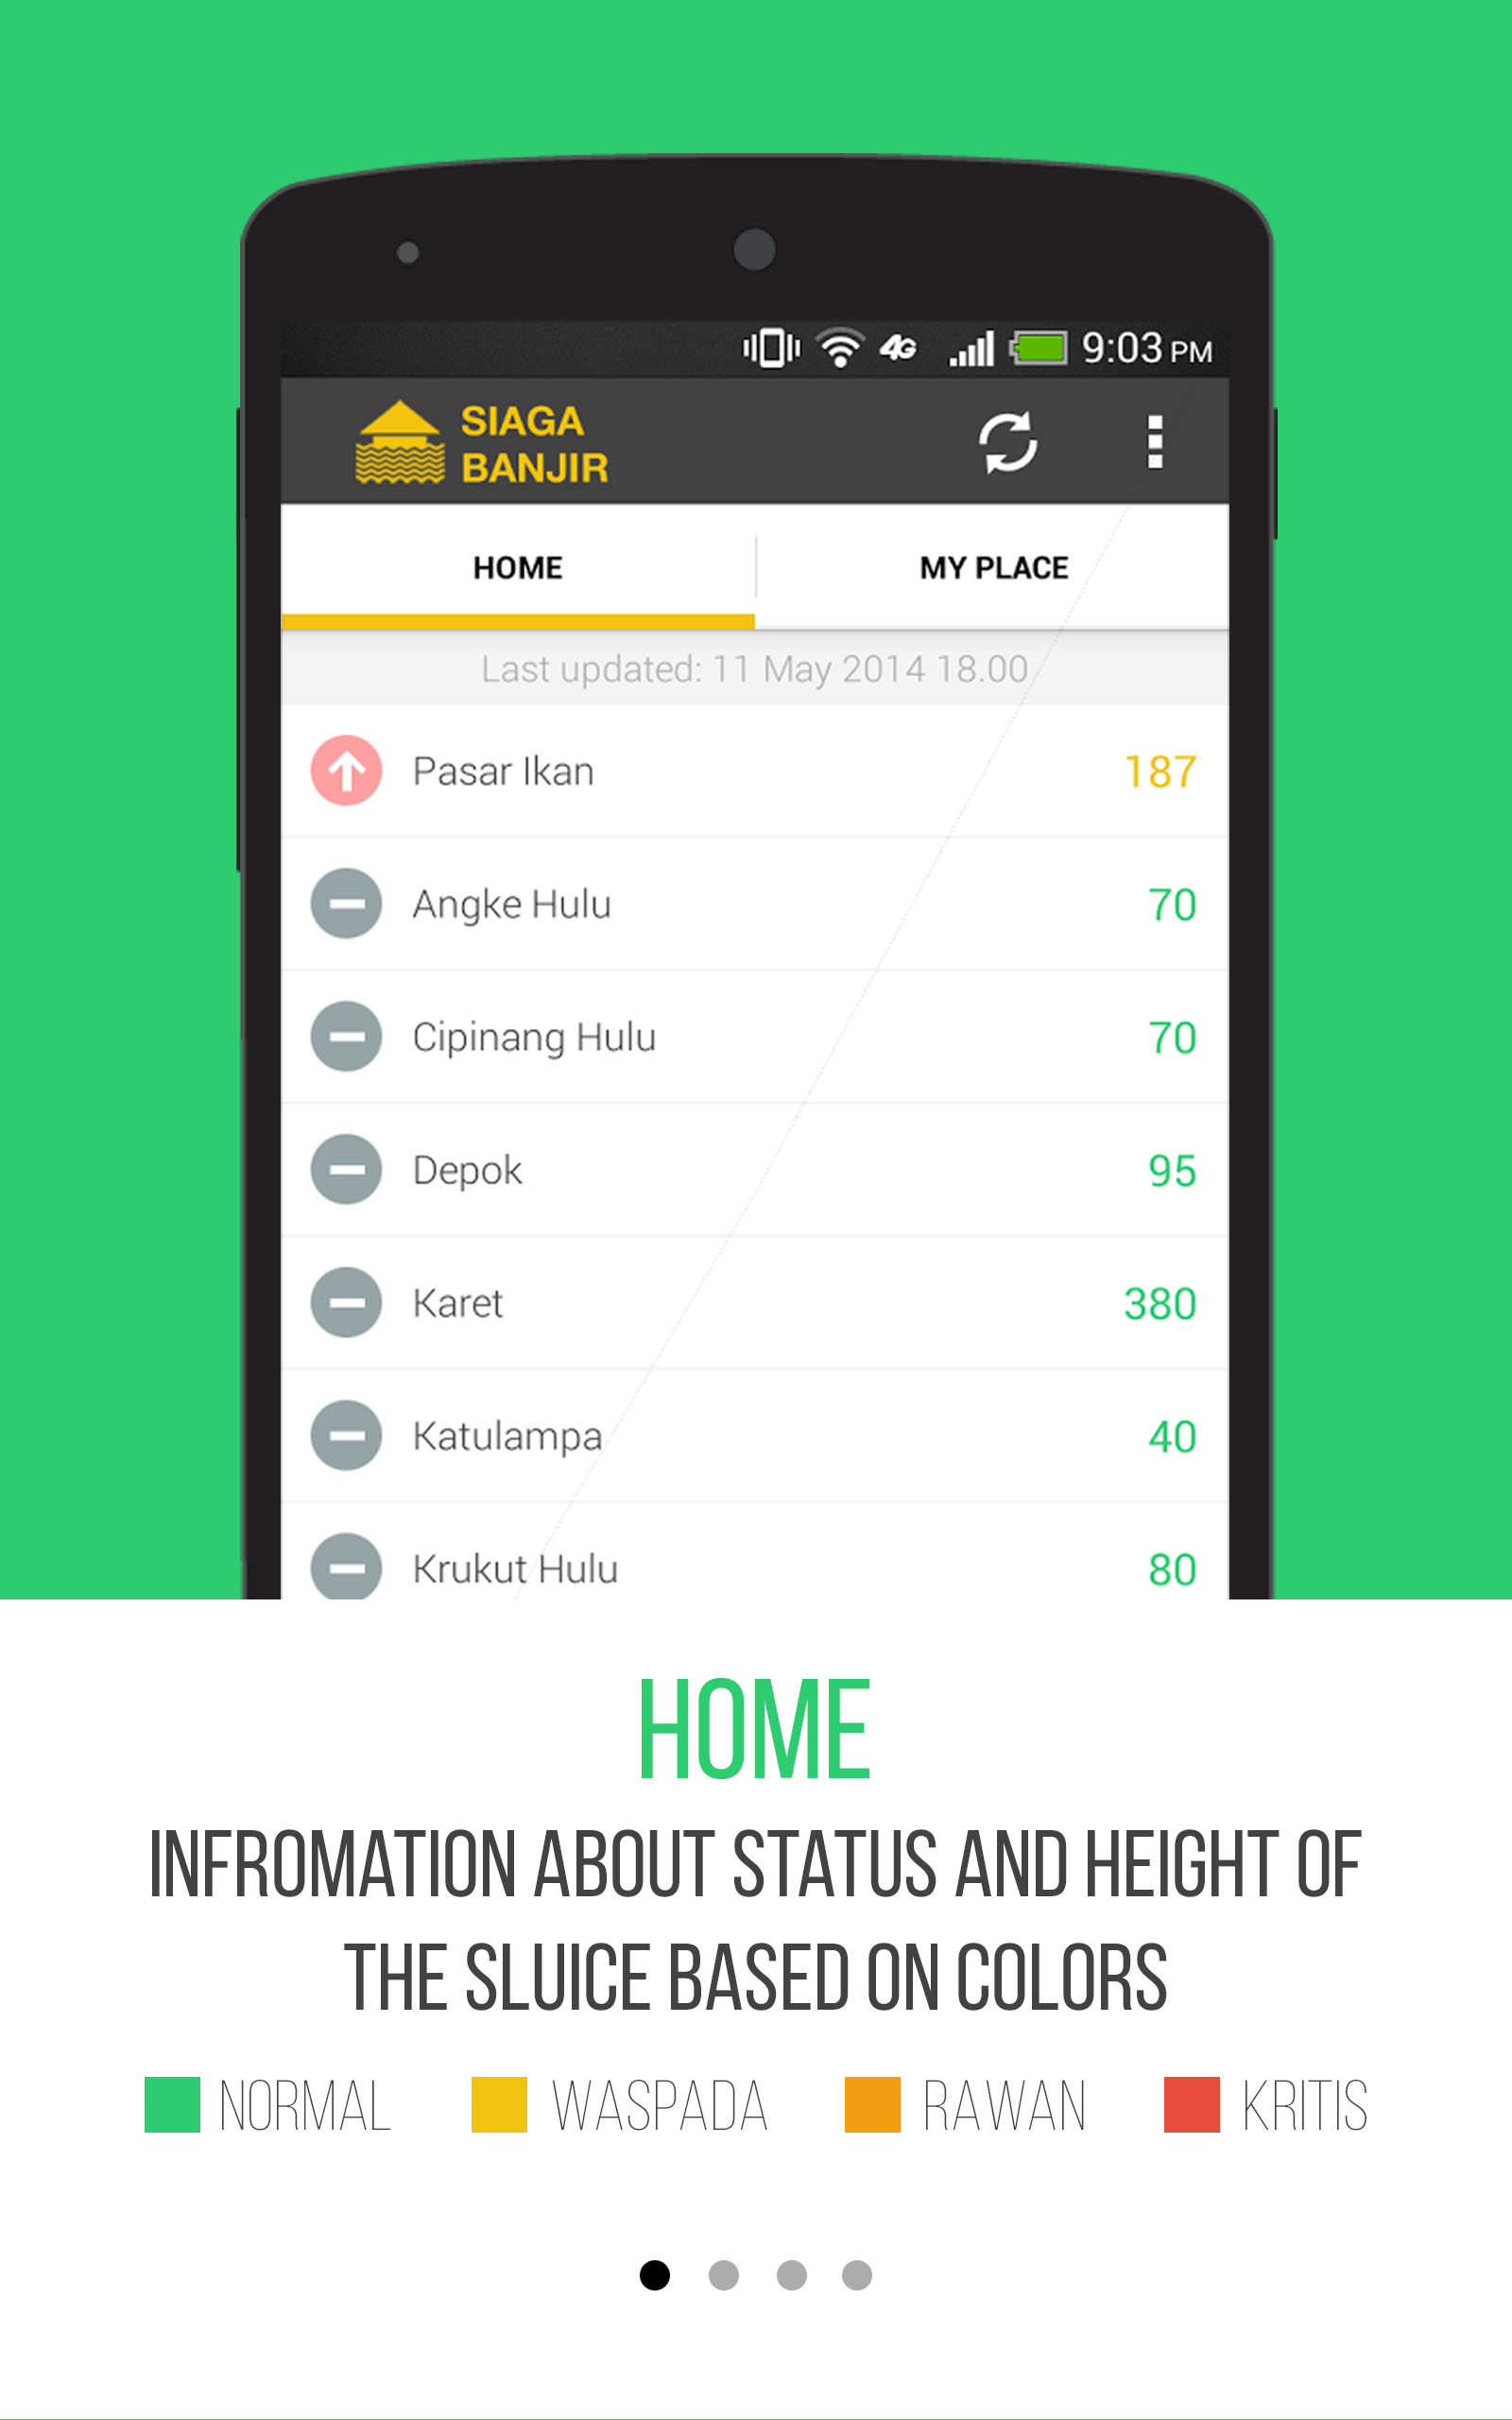 4G 9:03 PM
SIAGA
BANJIR
HOME MY PLACE
Last updated: 11 May 2014 18.00
Pasar Ikan 187
Angke Hulu 70
Cipinang Hulu 70
Depok 95
Karet 380
Katulampa 40
Krukut Hulu 80
HOME
INFROMATION ABOUT STATUS AND HEIGHT OF
THE SLUICE BASED ON COLORS
NORMAL WASPADA RAWAN KRITIS